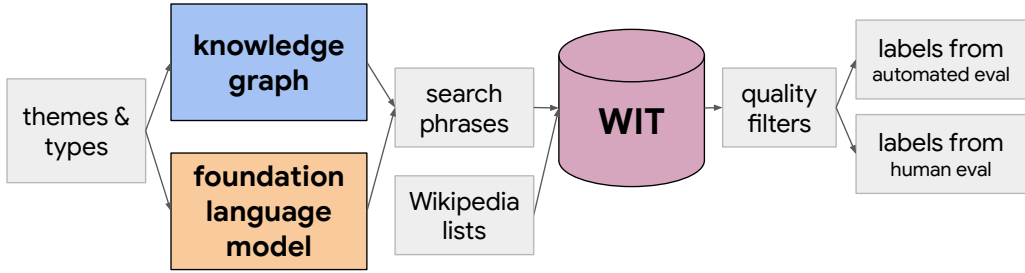 themes &
types
knowledge
graph
foundation
language
model
search
phrases
Wikipedia
lists
WIT
quality
filters
labels from
automated eval
labels from
human eval